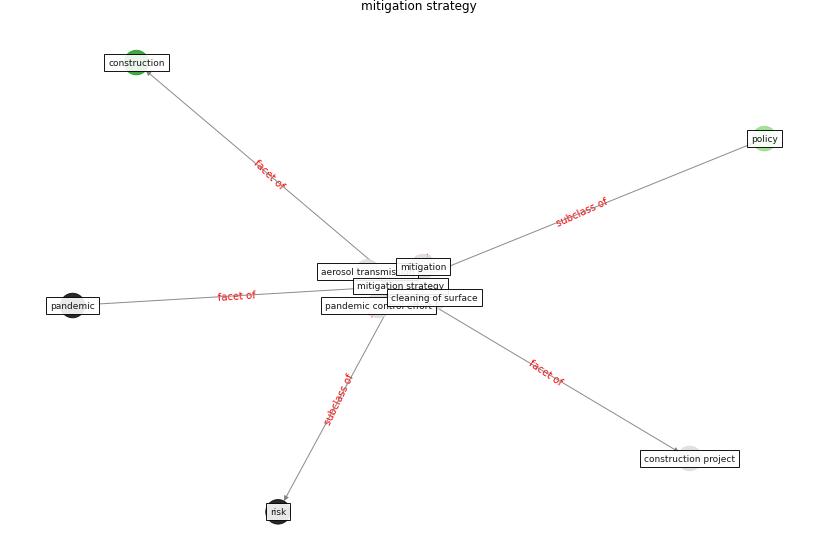 mitigation strategy
construction
policy
facet of
subclass of
mitigation
aerosol transmis
mitigation strategy
facet of
cleaning of surface
pandemic
pandemic control effort
facet of
subclass of
construction project
risk